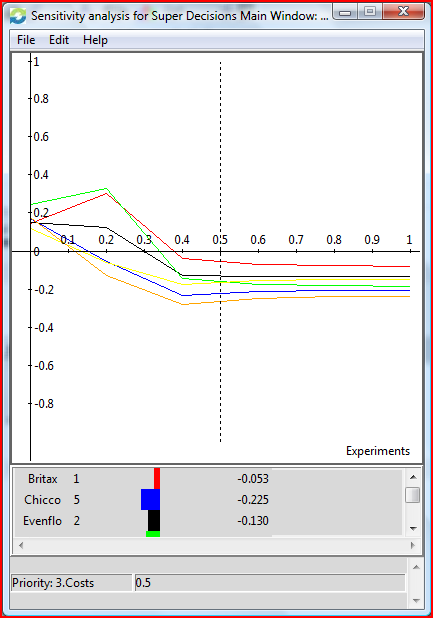 Sensitivity analysis for Super Decisions Main Window: ...
File Edit Help
1
0.8
0.6
0.4
0.2
0.1 0.2 0.3 0.4 0.5 0.6 0.7 0.8 0.9 1
0
-0.2
-0.4
-0.6
-0.8
Experiments
Britax 1 -0.053
Chicco 5 -0.225
Evenflo 2 -0.130
Priority: 3.Costs 0.5